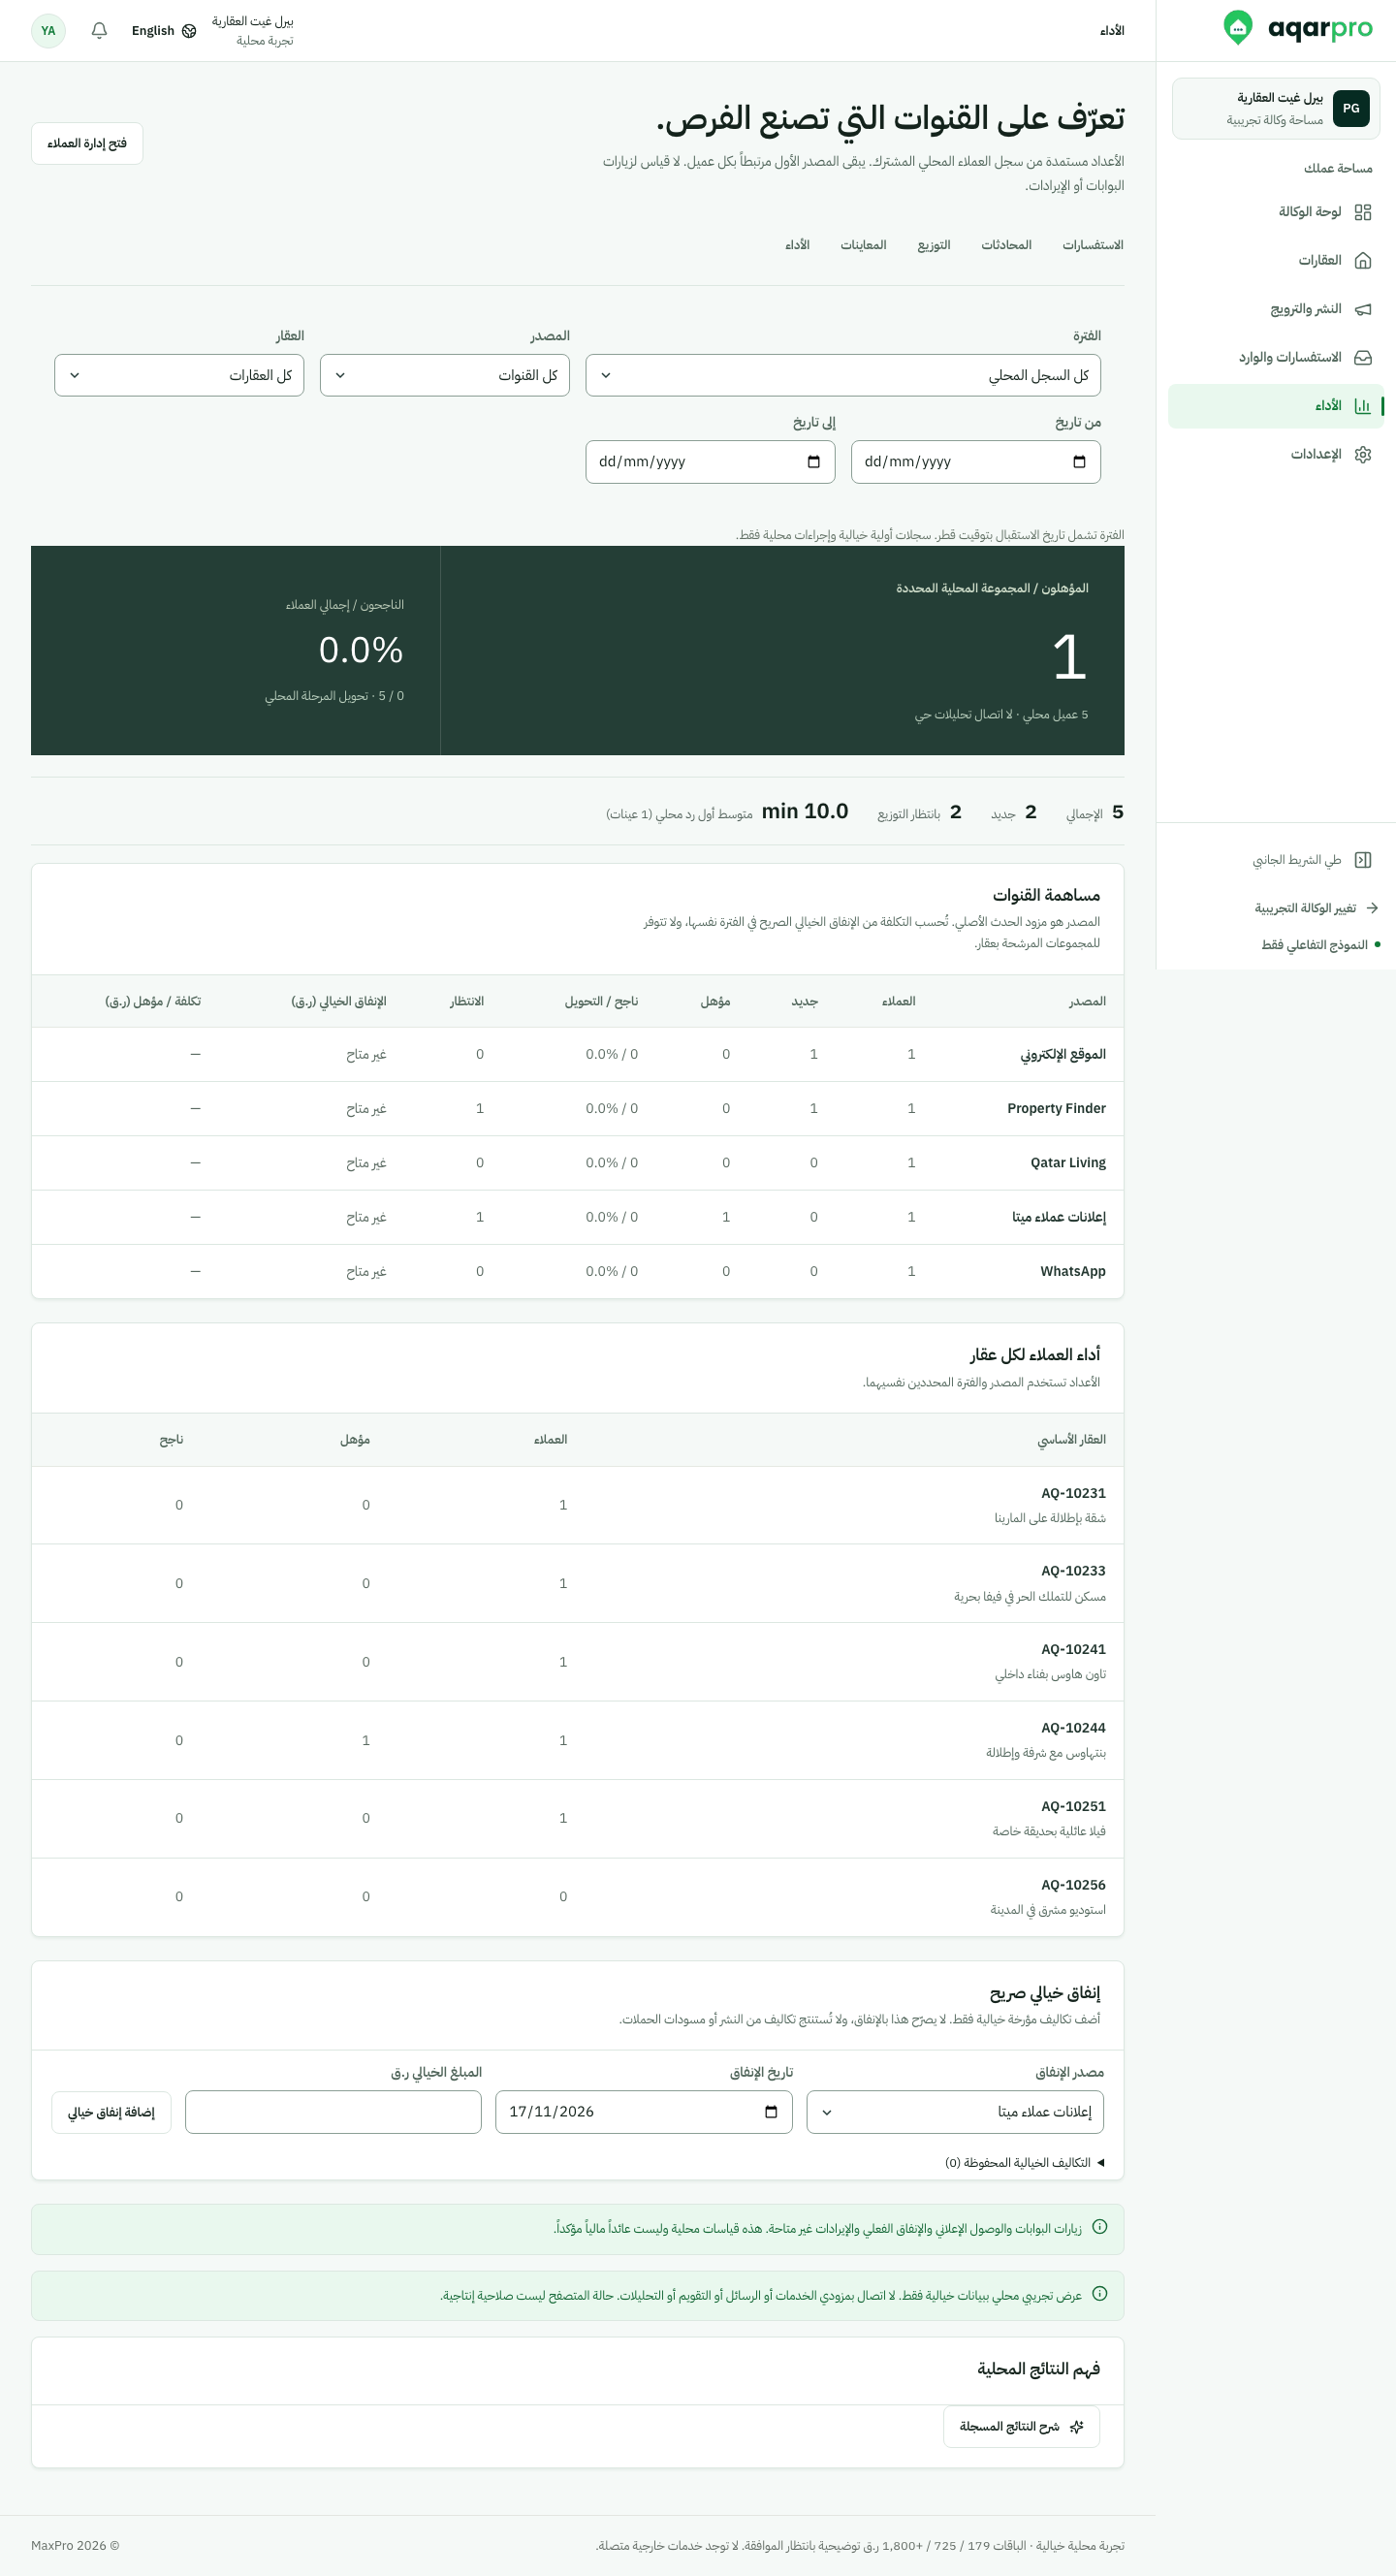 aqarpro
PG
بيرل غيت العقارية
مساحة وكالة تجريبية
مساحة عملك
لوحة الوكالة
العقارات
النشر والترويج
الاستفسارات والوارد
الأداء
الإعدادات
طي الشريط الجانبي
تغيير الوكالة التجريبية
النموذج التفاعلي فقط
الأداء
بيرل غيت العقارية
تجربة محلية
English
YA
تعرّف على القنوات التي تصنع الفرص.
الأعداد مستمدة من سجل العملاء المحلي المشترك. يبقى المصدر الأول مرتبطاً بكل عميل. لا قياس لزيارات
البوابات أو الإيرادات.
فتح إدارة العملاء
الاستفسارات المحادثات التوزيع المعاينات الأداء
الفترة المصدر العقار
كل السجل المحلي كل القنوات كل العقارات
من تاريخ إلى تاريخ
dd/mm/yyyy dd/mm/yyyy
الفترة تشمل تاريخ الاستقبال بتوقيت قطر. سجلات أولية خيالية وإجراءات محلية فقط.
المؤهلون / المجموعة المحلية المحددة
1
5 عميل محلي · لا اتصال تحليلات حي
الناجحون / إجمالي العملاء
0.0%
0 / 5 · تحويل المرحلة المحلي
5 الإجمالي 2 جديد 2 بانتظار التوزيع 10.0 min متوسط أول رد محلي (1 عينات)
مساهمة القنوات
المصدر هو مزود الحدث الأصلي. تُحسب التكلفة من الإنفاق الخيالي الصريح في الفترة نفسها، ولا تتوفر
للمجموعات المرشحة بعقار.
المصدر العملاء جديد مؤهل ناجح / التحويل الانتظار الإنفاق الخيالي (ر.ق) تكلفة / مؤهل (ر.ق)
الموقع الإلكتروني 1 1 0 0 / 0.0% 0 غير متاح —
Property Finder 1 1 0 0 / 0.0% 1 غير متاح —
Qatar Living 1 0 0 0 / 0.0% 0 غير متاح —
إعلانات عملاء ميتا 1 0 1 0 / 0.0% 1 غير متاح —
WhatsApp 1 0 0 0 / 0.0% 0 غير متاح —
أداء العملاء لكل عقار
الأعداد تستخدم المصدر والفترة المحددين نفسيهما.
العقار الأساسي العملاء مؤهل ناجح
AQ-10231
شقة بإطلالة على المارينا
1 0 0
AQ-10233
مسكن للتملك الحر في فيفا بحرية
1 0 0
AQ-10241
تاون هاوس بفناء داخلي
1 0 0
AQ-10244
بنتهاوس مع شرفة وإطلالة
1 1 0
AQ-10251
فيلا عائلية بحديقة خاصة
1 0 0
AQ-10256
استوديو مشرق في المدينة
0 0 0
إنفاق خيالي صريح
أضف تكاليف مؤرخة خيالية فقط. لا يصرّح هذا بالإنفاق، ولا تُستنتج تكاليف من النشر أو مسودات الحملات.
مصدر الإنفاق تاريخ الإنفاق المبلغ الخيالي ر.ق
إعلانات عملاء ميتا 17/11/2026 إضافة إنفاق خيالي
التكاليف الخيالية المحفوظة (0)
زيارات البوابات والوصول الإعلاني والإنفاق الفعلي والإيرادات غير متاحة. هذه قياسات محلية وليست عائداً مالياً مؤكداً.
عرض تجريبي محلي ببيانات خيالية فقط. لا اتصال بمزودي الخدمات أو الرسائل أو التقويم أو التحليلات. حالة المتصفح ليست صلاحية إنتاجية.
فهم النتائج المحلية
شرح النتائج المسجلة
تجربة محلية خيالية · الباقات 179 / 725 / +1,800 ر.ق توضيحية بانتظار الموافقة. لا توجد خدمات خارجية متصلة.
© 2026 MaxPro